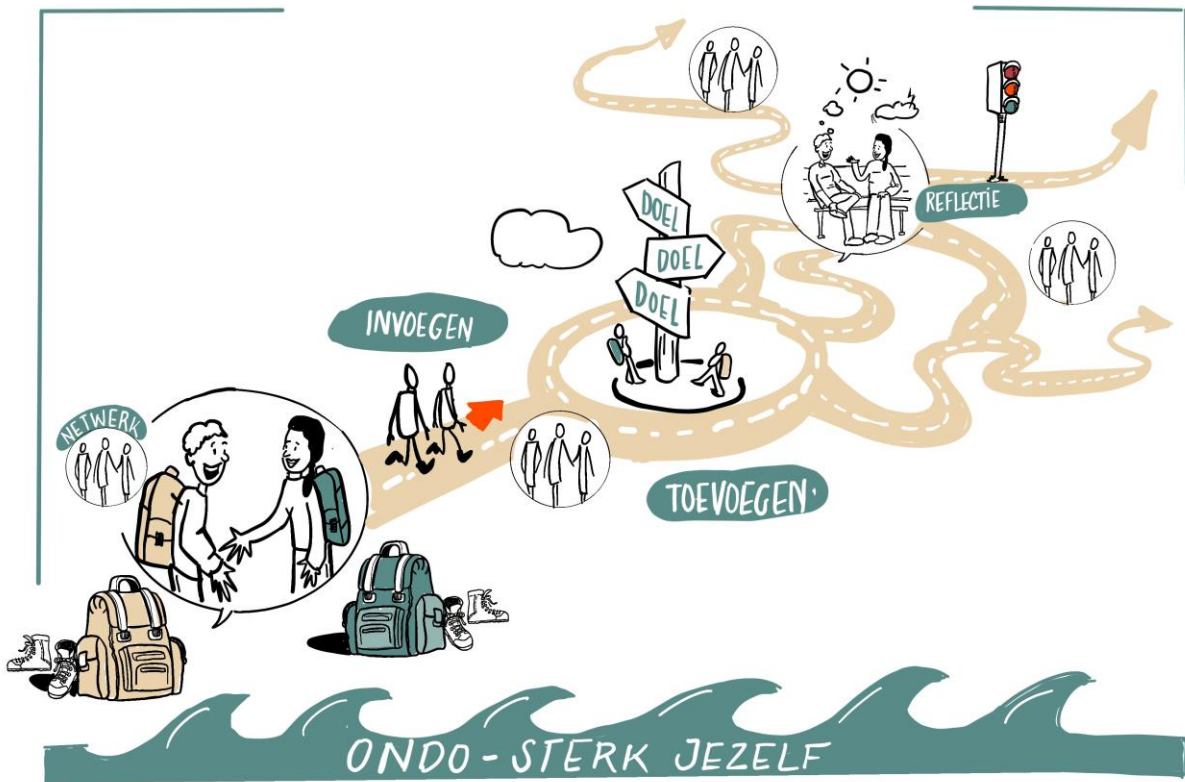 DOEL
DOEL
DOEL
REFLECTIE
INVOEGEN
NETWERK
TOEVOEGEN.
ONDO - STERK JEZELF